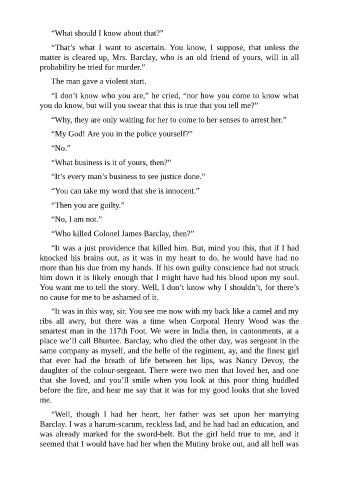 “What should I know about that?”
“That’s what I want to ascertain. You know, I suppose, that unless the
matter is cleared up, Mrs. Barclay, who is an old friend of yours, will in all
probability be tried for murder.”
The man gave a violent start.
“I don’t know who you are,” he cried, “nor how you come to know what
you do know, but will you swear that this is true that you tell me?”
“Why, they are only waiting for her to come to her senses to arrest her.”
“My God! Are you in the police yourself?”
“No.”
“What business is it of yours, then?”
“It’s every man’s business to see justice done.”
“You can take my word that she is innocent.”
“Then you are guilty.”
“No, I am not.”
“Who killed Colonel James Barclay, then?”
“It was a just providence that killed him. But, mind you this, that if I had
knocked his brains out, as it was in my heart to do, he would have had no
more than his due from my hands. If his own guilty conscience had not struck
him down it is likely enough that I might have had his blood upon my soul.
You want me to tell the story. Well, I don’t know why I shouldn’t, for there’s
no cause for me to be ashamed of it.
“It was in this way, sir. You see me now with my back like a camel and my
ribs all awry, but there was a time when Corporal Henry Wood was the
smartest man in the 117th Foot. We were in India then, in cantonments, at a
place we’ll call Bhurtee. Barclay, who died the other day, was sergeant in the
same company as myself, and the belle of the regiment, ay, and the finest girl
that ever had the breath of life between her lips, was Nancy Devoy, the
daughter of the colour-sergeant. There were two men that loved her, and one
that she loved, and you’ll smile when you look at this poor thing huddled
before the fire, and hear me say that it was for my good looks that she loved
me.
“Well, though I had her heart, her father was set upon her marrying
Barclay. I was a harum-scarum, reckless lad, and he had had an education, and
was already marked for the sword-belt. But the girl held true to me, and it
seemed that I would have had her when the Mutiny broke out, and all hell was